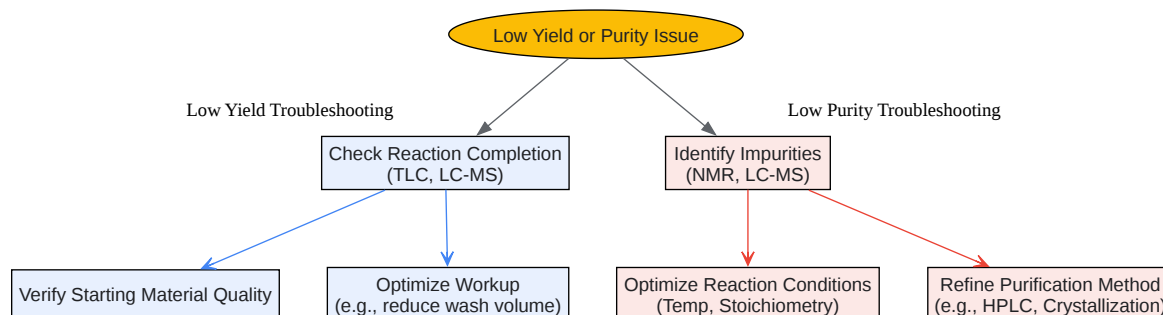 Low Yield or Purity Issue
Low Yield Troubleshooting
Low Purity Troubleshooting
Check Reaction Completion
(TLC, LC-MS)
Identify Impurities
(NMR, LC-MS)
Verify Starting Material Quality
Optimize Workup
(e.g., reduce wash volume)
Optimize Reaction Conditions
(Temp, Stoichiometry)
Refine Purification Method
(e.g., HPLC, Crystallization)